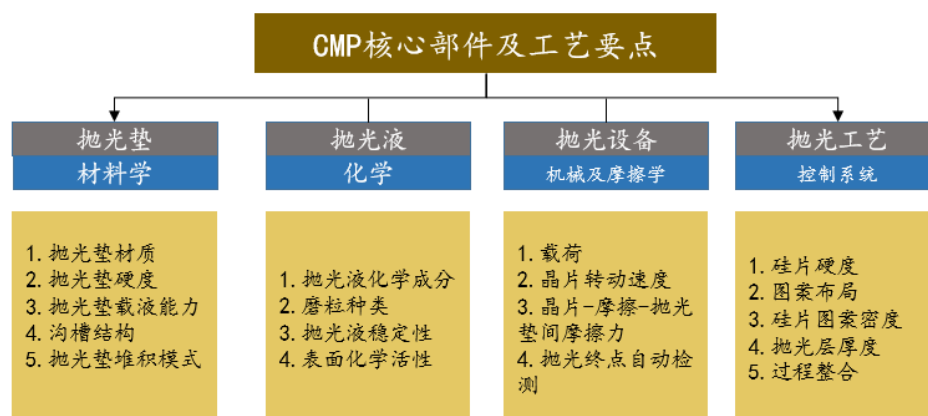 CMP核心部件及工艺要点
抛光垫
材料学
1. 抛光垫材质
2. 抛光垫硬度
3. 抛光垫载液能力
4. 沟槽结构
5. 抛光垫堆积模式
抛光液
化学
1. 抛光液化学成分
2. 磨粒种类
3. 抛光液稳定性
4. 表面化学活性
抛光设备
机械及摩擦学
1. 载荷
2. 晶片转动速度
3. 晶片-摩擦-抛光
垫间摩擦力
4. 抛光终点自动检
测
抛光工艺
控制系统
1. 硅片硬度
2. 图案布局
3. 硅片图案密度
4. 抛光层厚度
5. 过程整合